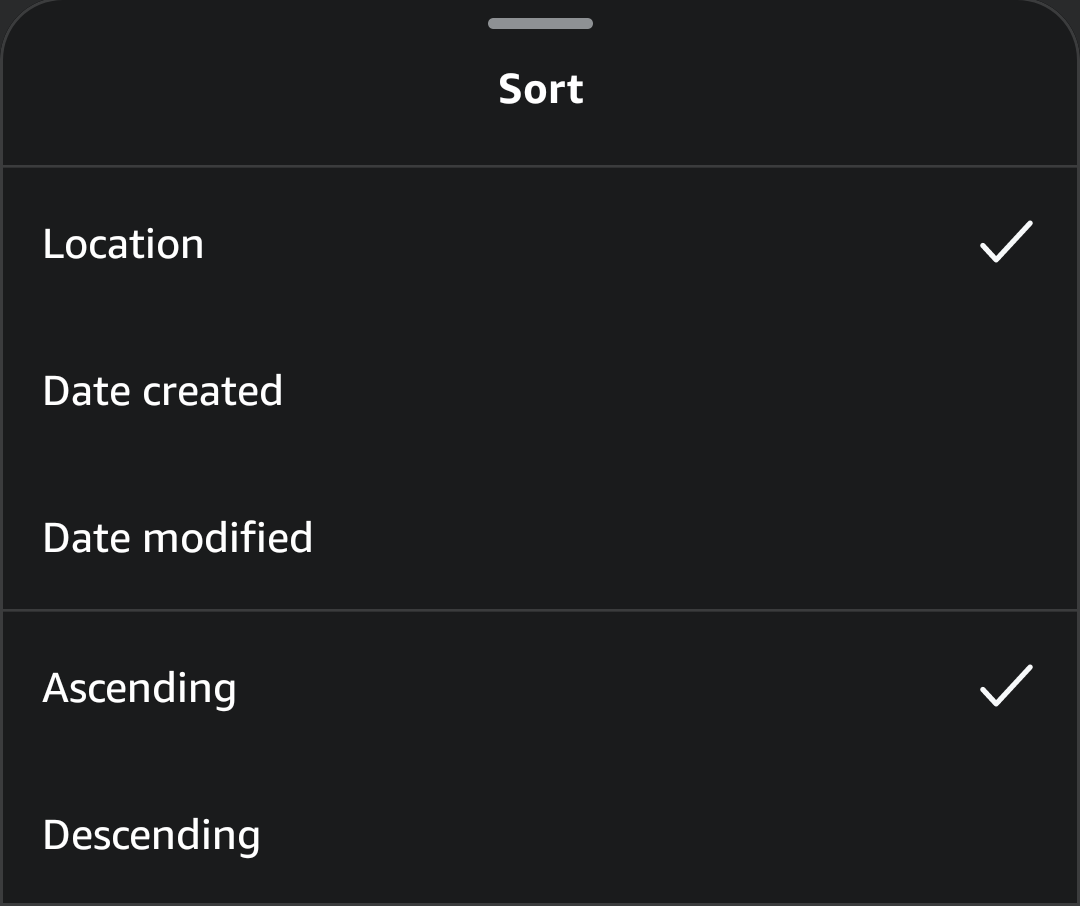 Sort
Location
Date created
Date modified
Ascending
Descending